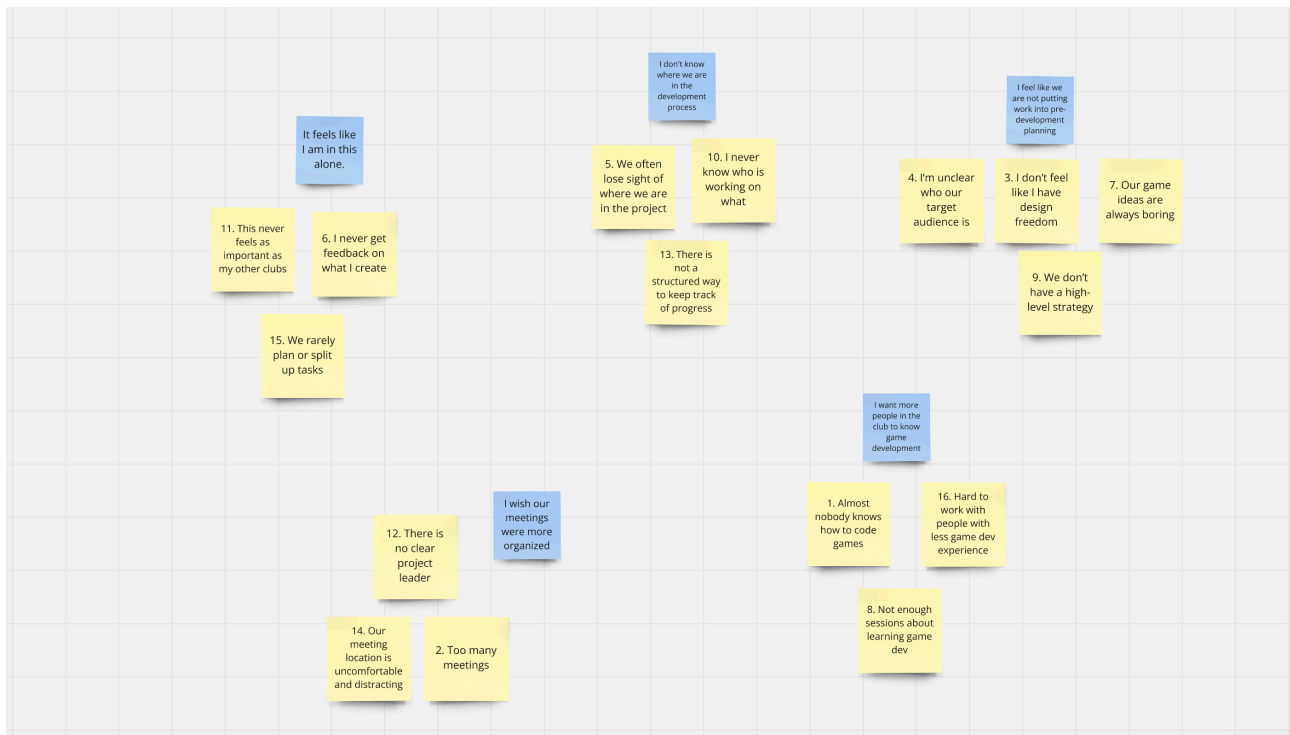 It feels like
I am in this
alone.
11. This never
feels as
important as
my other clubs
6. I never get
feedback on
what I create
15. We rarely
plan or split
up tasks
I don't know
where we are
in the
development
process
5. We often
lose sight of
where we are
in the project
10. I never
know who is
working on
what
13. There is
not a
structured way
to keep track
of progress
I feel like we
are not putting
work into pre-
development
planning
4. I'm unclear
who our
target
audience is
3. I don't feel
like I have
design
freedom
7. Our game
ideas are
always boring
9. We don't
have a high-
level strategy
I wish our
meetings
were more
organized
12. There is
no clear
project
leader
14. Our
meeting
location is
uncomfortable
and distracting
2. Too many
meetings
I want more
people in the
club to know
game
development
1. Almost
nobody knows
how to code
games
16. Hard to
work with
people with
less game dev
experience
8. Not enough
sessions about
learning game
dev